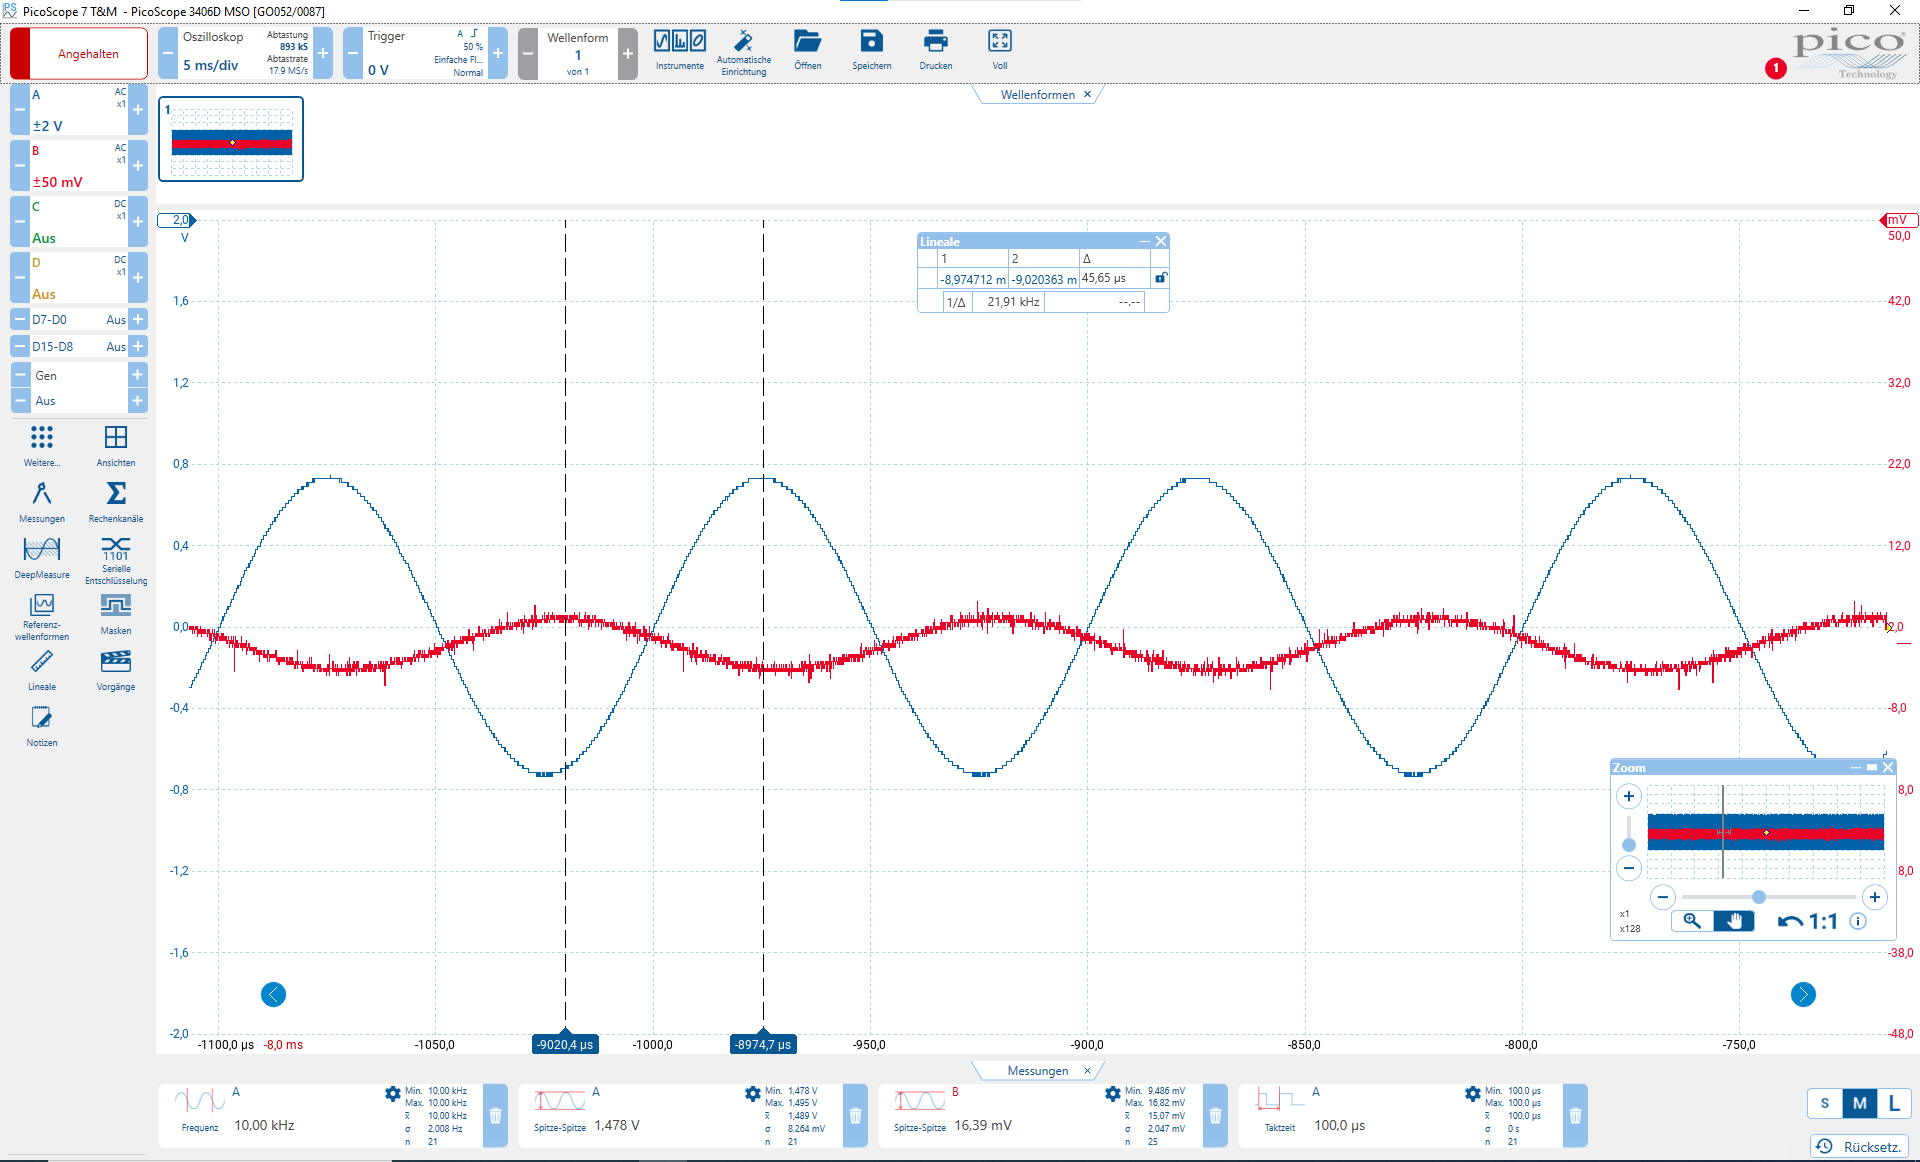 PicoScope 7 T&M - PicoScope 3406D MSO [GO052/0087]
Angehalten
Oszilloskop
5 ms/div
Abtastung
893 kS
Abtastrate
17.9 MS/s
Trigger
0 V
A
50 %
Einfache Fl...
Normal
Wellenform
1
von 1
Instrumente
Automatische
Einrichtung
Öffnen
Speichern
Drucken
Voll
1
pico
Technology
A
AC
x1
±2 V
B
AC
x1
±50 mV
C
DC
x1
Aus
D
DC
x1
Aus
D7-D0 Aus
D15-D8 Aus
Gen
Aus
Weitere...
Ansichten
Messungen
Rechenkanäle
DeepMeasure
1101
Serielle
Entschlüsselung
Referenz-
wellenformen
Masken
Lineale
Vorgänge
Notizen
Wellenformen ×
1
2,0
V
1,6
1,2
0,8
0,4
0,0
-0,4
-0,8
-1,2
-1,6
-2,0
mV
50,0
42,0
32,0
22,0
12,0
2,0
-8,0
8,0
8,0
-38,0
-48,0
Lineale
1 2 Δ
-8,974712 m -9,020363 m 45,65 µs
1/Δ 21,91 kHz --.--
Zoom
x1
x128
1:1
-1100,0 µs -8,0 ms -1050,0 -9020,4 µs -1000,0 -8974,7 µs -950,0 -900,0 -850,0 -800,0 -750,0
Messungen ×
A
Frequenz 10,00 kHz
Min. 10,00 kHz
Max. 10,00 kHz
x̄ 10,00 kHz
σ 2,008 Hz
n 21
A
Spitze-Spitze 1,478 V
Min. 1,478 V
Max. 1,495 V
x̄ 1,489 V
σ 8,264 mV
n 21
B
Spitze-Spitze 16,39 mV
Min. 9,486 mV
Max. 16,82 mV
x̄ 15,07 mV
σ 2,047 mV
n 25
A
Taktzeit 100,0 µs
Min. 100,0 µs
Max. 100,0 µs
x̄ 100,0 µs
σ 0 s
n 21
S M L
Rücksetz.